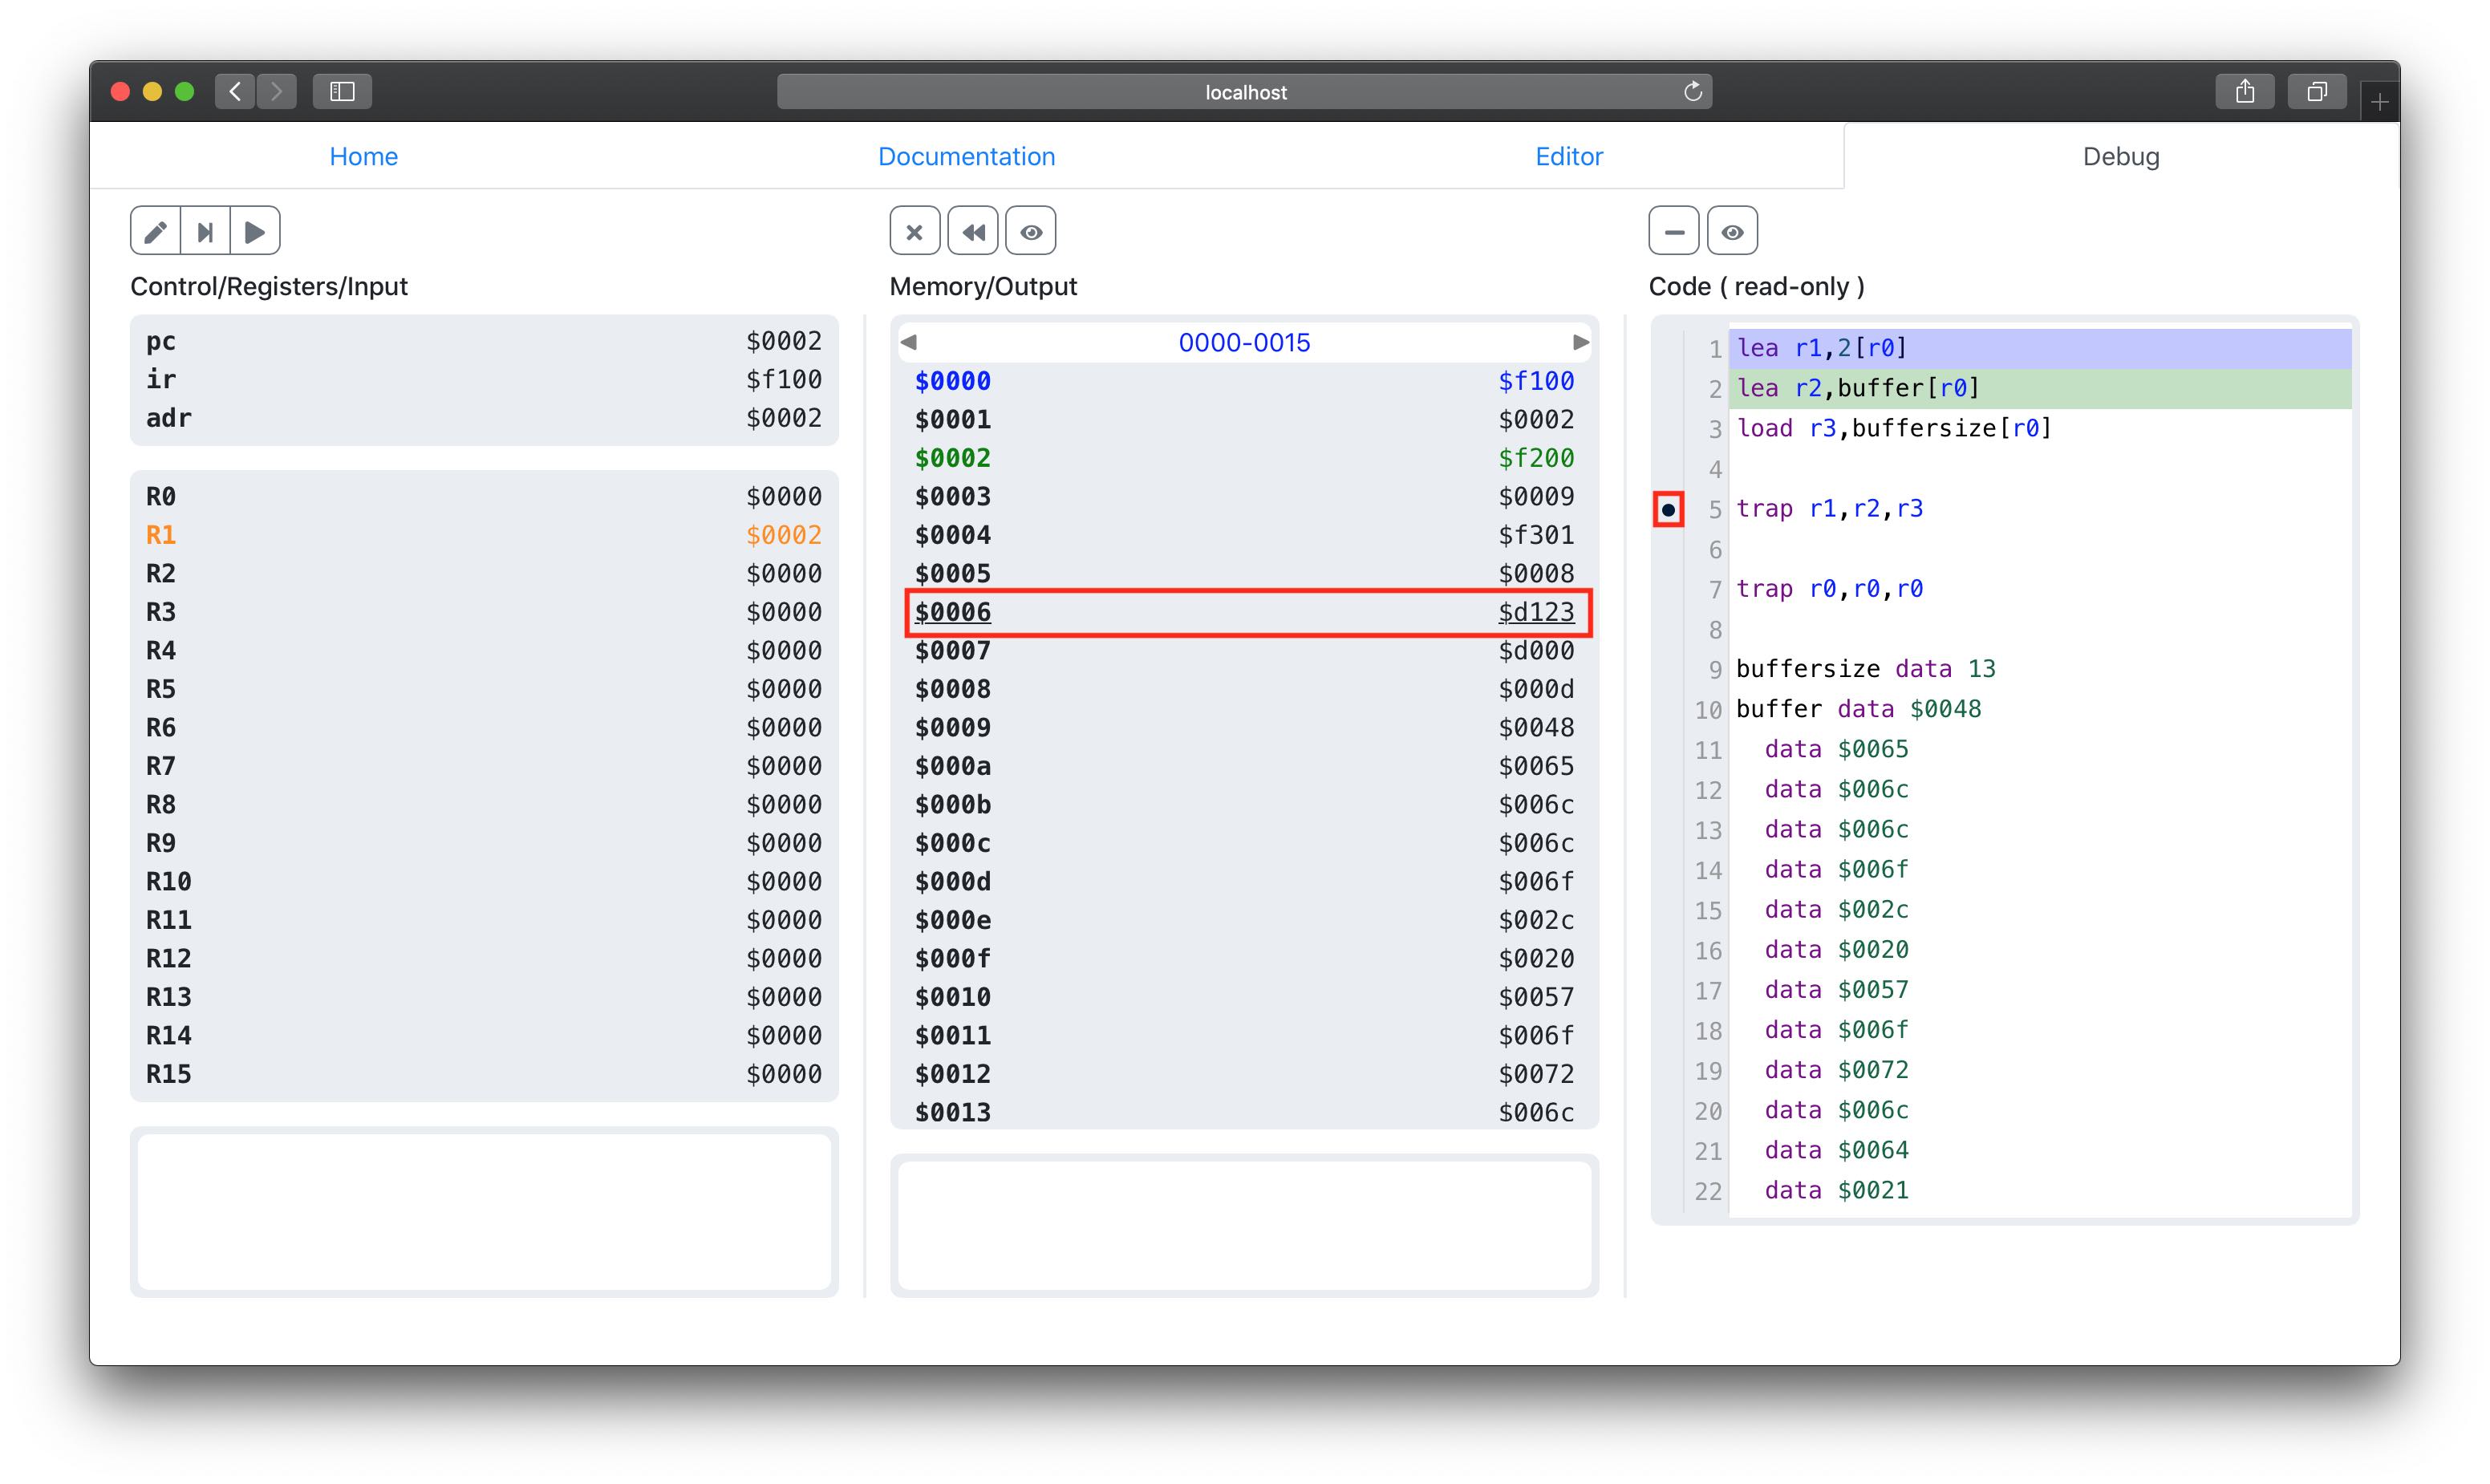 localhost
Home Documentation Editor Debug
Control/Registers/Input
pc $0002
ir $f100
adr $0002
R0 $0000
R1 $0002
R2 $0000
R3 $0000
R4 $0000
R5 $0000
R6 $0000
R7 $0000
R8 $0000
R9 $0000
R10 $0000
R11 $0000
R12 $0000
R13 $0000
R14 $0000
R15 $0000
Memory/Output
0000-0015
$0000 $f100
$0001 $0002
$0002 $f200
$0003 $0009
$0004 $f301
$0005 $0008
$0006 $d123
$0007 $d000
$0008 $000d
$0009 $0048
$000a $0065
$000b $006c
$000c $006c
$000d $006f
$000e $002c
$000f $0020
$0010 $0057
$0011 $006f
$0012 $0072
$0013 $006c
Code ( read-only )
1 lea r1,2[r0]
2 lea r2,buffer[r0]
3 load r3,buffersize[r0]
4
5 trap r1,r2,r3
6
7 trap r0,r0,r0
8
9 buffersize data 13
10 buffer data $0048
11 data $0065
12 data $006c
13 data $006c
14 data $006f
15 data $002c
16 data $0020
17 data $0057
18 data $006f
19 data $0072
20 data $006c
21 data $0064
22 data $0021